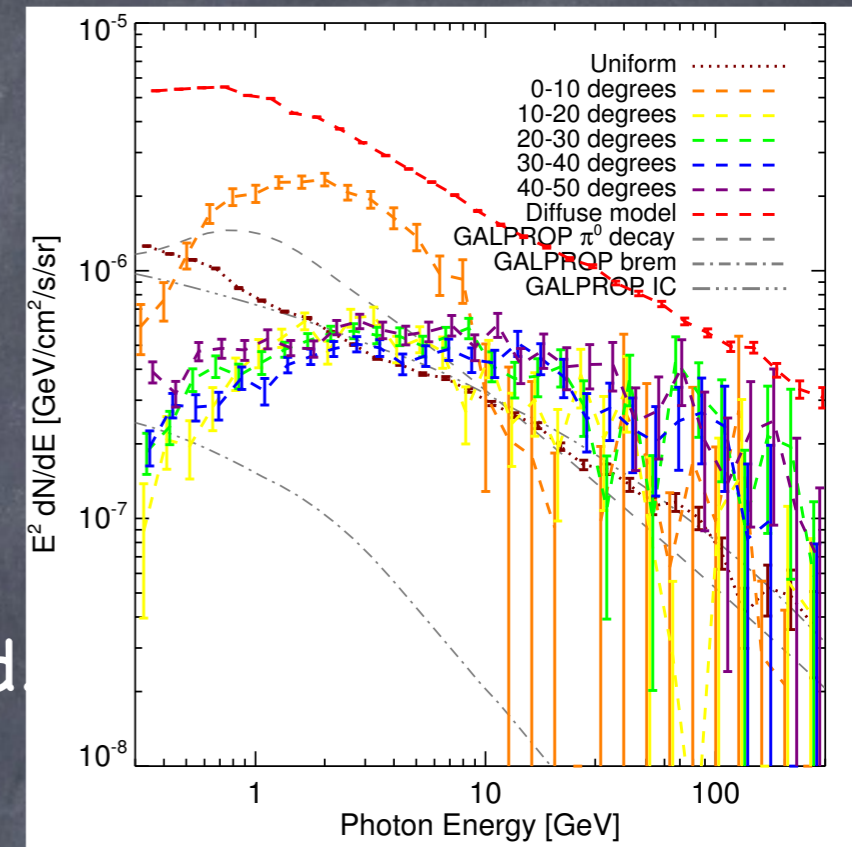 10⁻⁵
Uniform
0-10 degrees
10-20 degrees
20-30 degrees
30-40 degrees
40-50 degrees
Diffuse model
GALPROP π⁰ decay
GALPROP brem
GALPROP IC
10⁻⁶
E² dN/dE [GeV/cm²/s/sr]
10⁻⁷
d.
10⁻⁸
1 10 100
Photon Energy [GeV]